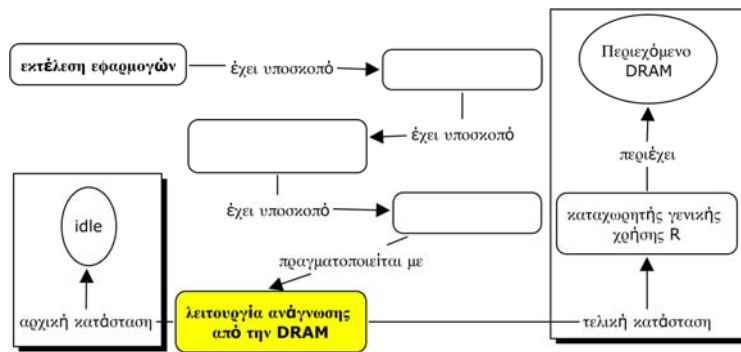 εκτέλεση εφαρμογών
έχει υποσκοπό
Περιεχόμενο
DRAM
έχει υποσκοπό
περιέχει
idle
έχει υποσκοπό
καταχωρητής γενικής
χρήσης R
πραγματοποιείται με
αρχική κατάσταση
λειτουργία ανάγνωσης
από την DRAM
τελική κατάσταση